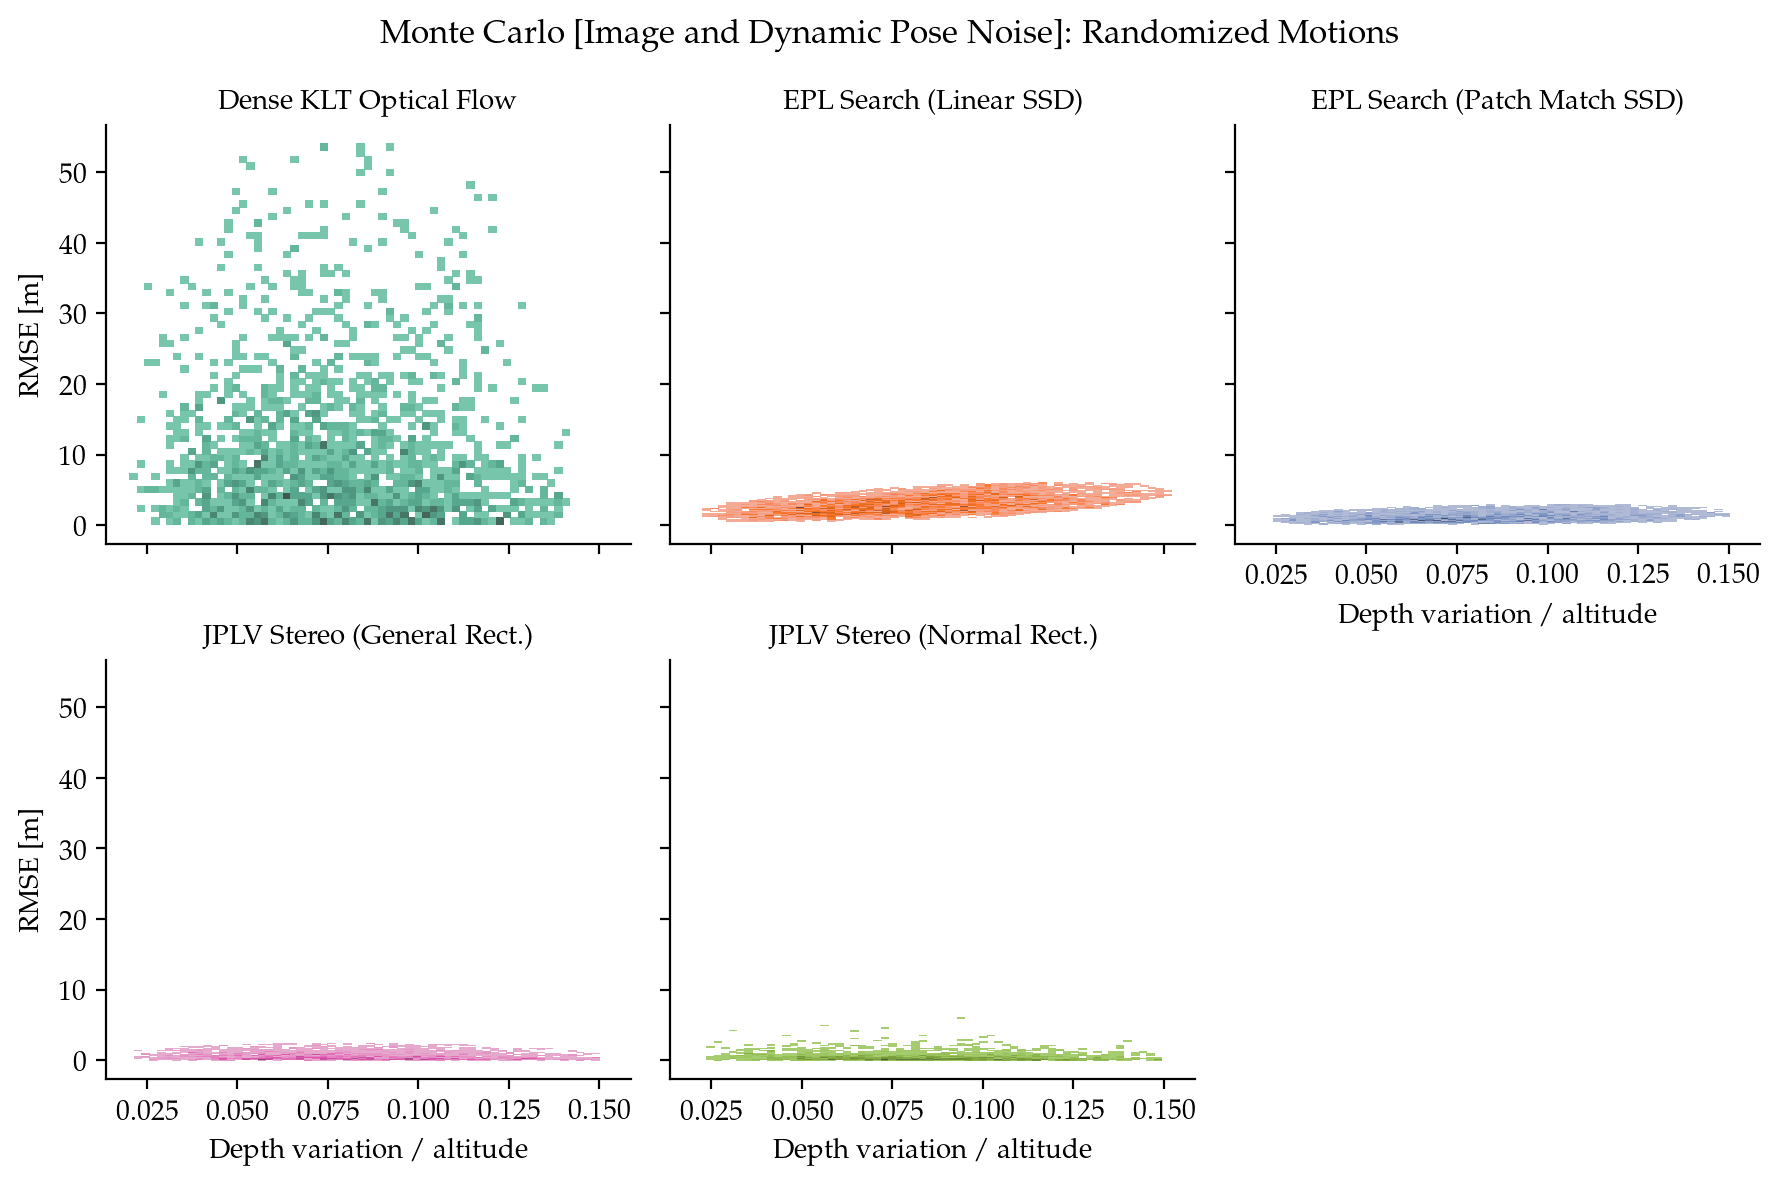 Monte Carlo [Image and Dynamic Pose Noise]: Randomized Motions
Dense KLT Optical Flow
EPL Search (Linear SSD)
EPL Search (Patch Match SSD)
RMSE [m]
50
40
30
20
10
0
0.025 0.050 0.075 0.100 0.125 0.150
Depth variation / altitude
JPLV Stereo (General Rect.)
JPLV Stereo (Normal Rect.)
RMSE [m]
50
40
30
20
10
0
0.025 0.050 0.075 0.100 0.125 0.150
Depth variation / altitude
0.025 0.050 0.075 0.100 0.125 0.150
Depth variation / altitude